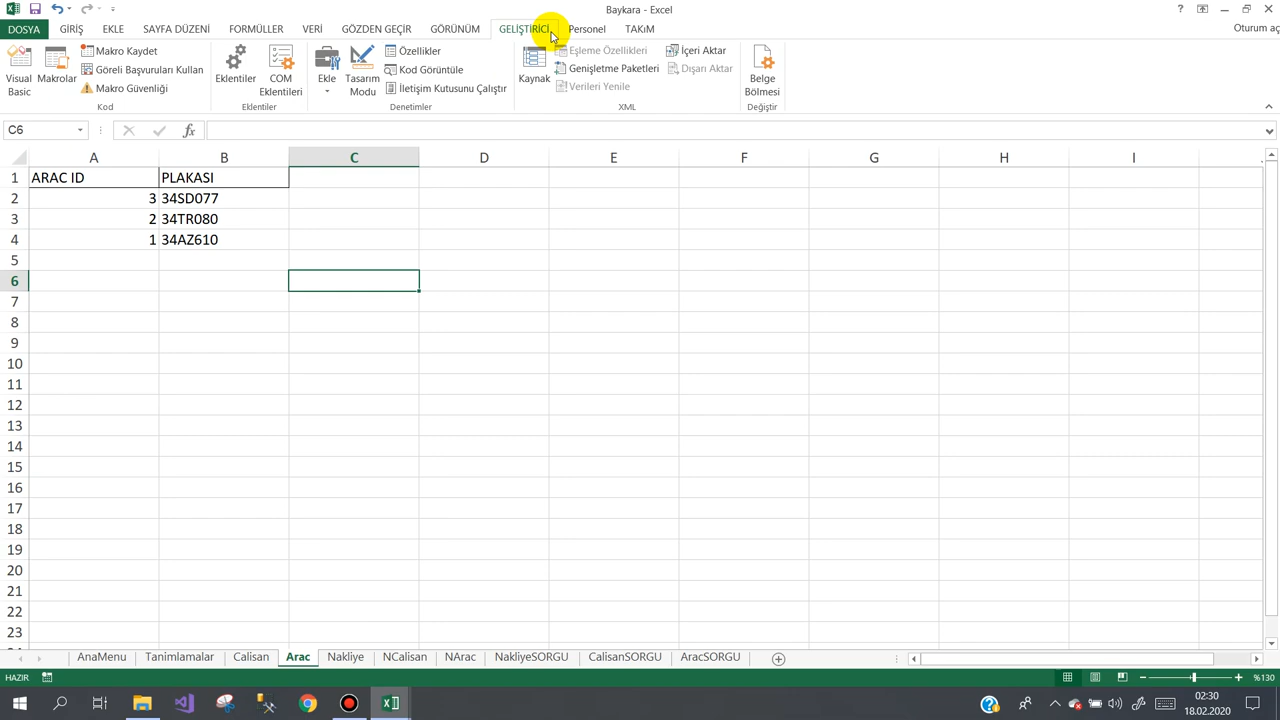 Baykara - Excel
?
DOSYA GİRİŞ EKLE SAYFA DÜZENİ FORMÜLLER VERİ GÖZDEN GEÇİR GÖRÜNÜM GELİŞTİRİCİ Personel TAKıM Oturum aç
Visual Basic
Makrolar
Makro Kaydet
Göreli Başvuruları Kullan
Makro Güvenliği
Kod
Eklentiler
COM Eklentileri
Eklentiler
Ekle
Tasarım Modu
Özellikler
Kod Görüntüle
İletişim Kutusunu Çalıştır
Denetimler
Kaynak
Eşleme Özellikleri
Genişletme Paketleri
Verileri Yenile
İçeri Aktar
Dışarı Aktar
XML
Belge Bölmesi
Değiştir
C6 fx
A B C D E F G H I
1 ARAC ID PLAKASI
2 3 34SD077
3 2 34TR080
4 1 34AZ610
5
6
7
8
9
10
11
12
13
14
15
16
17
18
19
20
21
22
23
AnaMenu Tanimlamalar Calisan Arac Nakliye NCalisan NArac NakliyeSORGU CalisanSORGU AracSORGU
HAZIR %130
02:30
18.02.2020